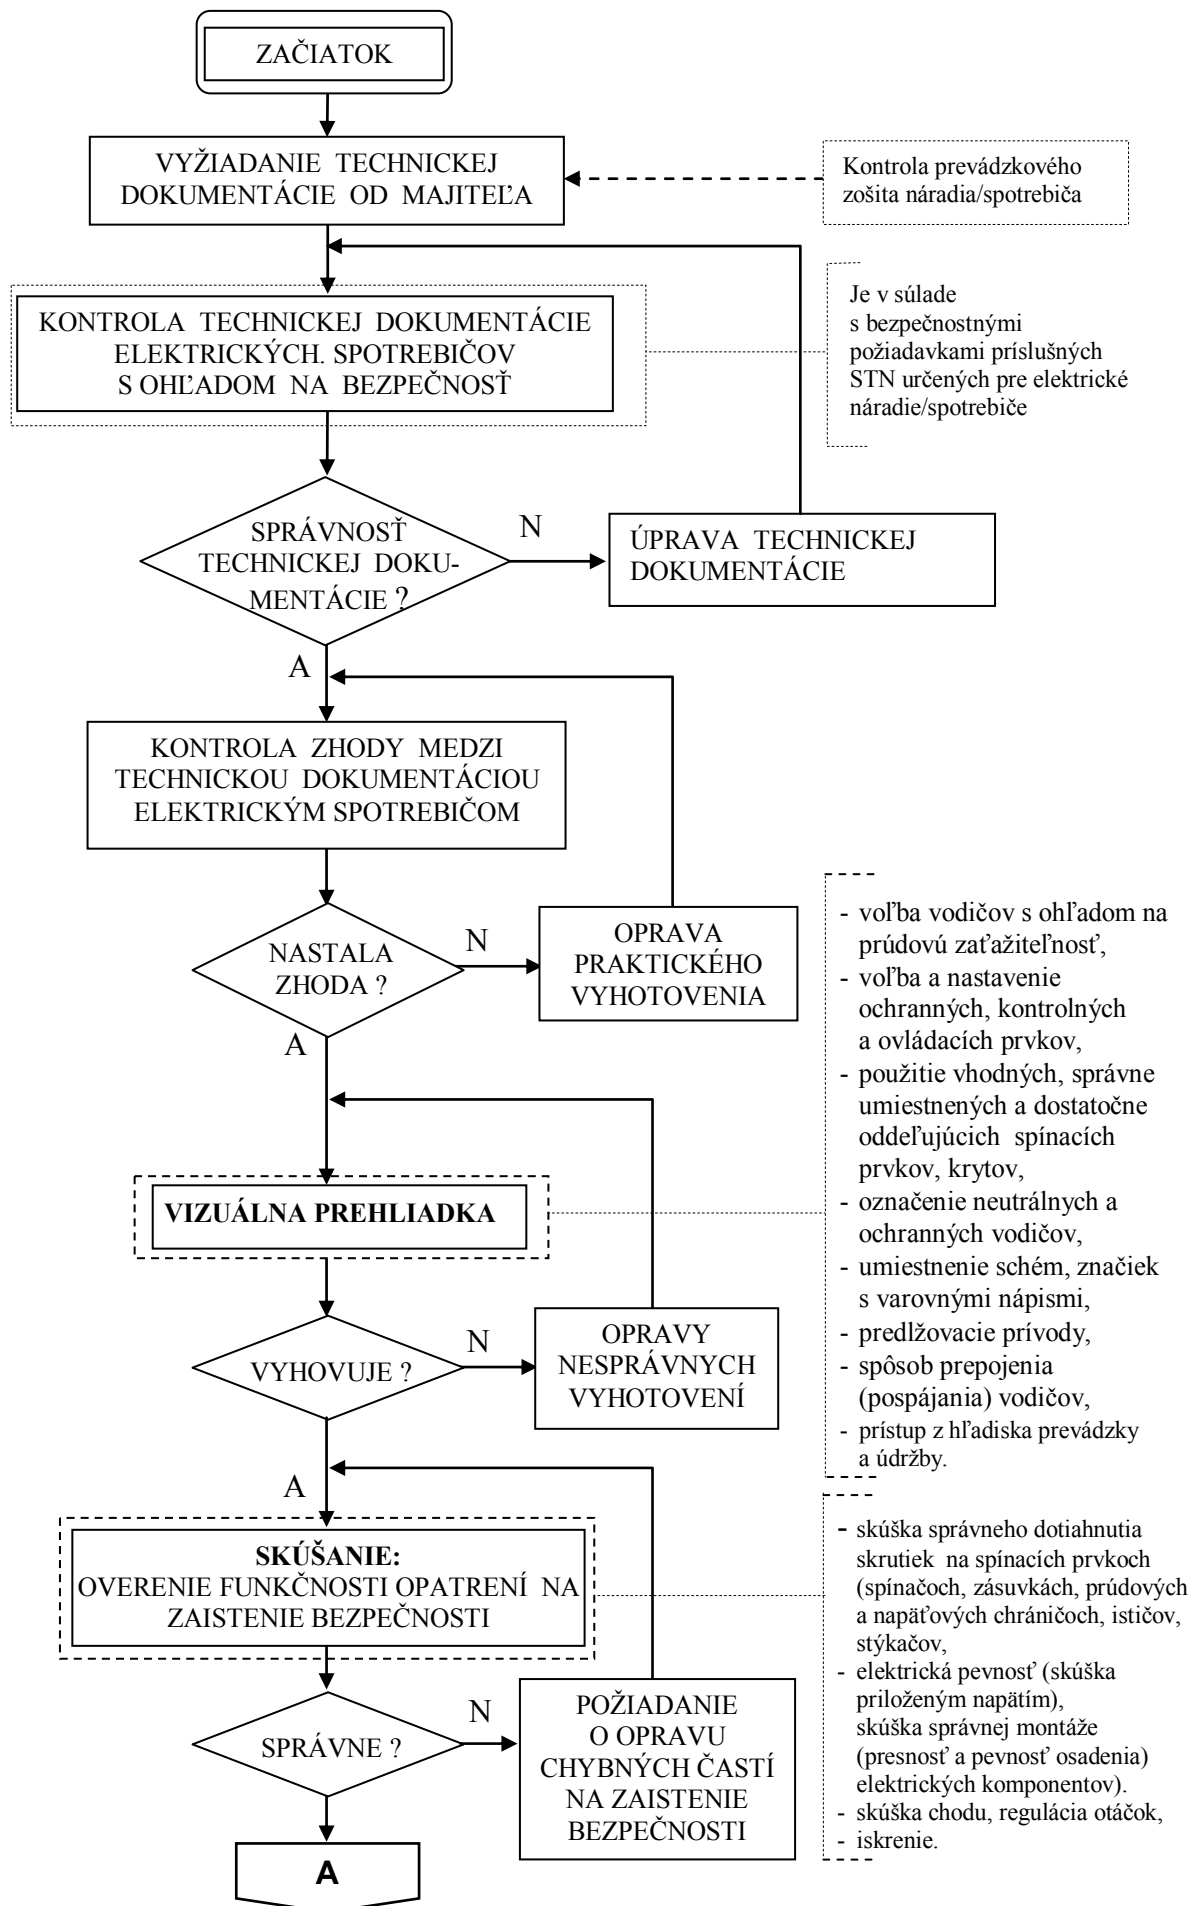 ZAČIATOK
VYŽIADANIE TECHNICKEJ
DOKUMENTÁCIE OD MAJITEĽA
Kontrola prevádzkového
zošita náradia/spotrebiča
KONTROLA TECHNICKEJ DOKUMENTÁCIE
ELEKTRICKÝCH. SPOTREBIČOV
S OHĽADOM NA BEZPEČNOSŤ
Je v súlade
s bezpečnostnými
požiadavkami príslušných
STN určených pre elektrické
náradie/spotrebiče
SPRÁVNOSŤ
TECHNICKEJ DOKU-
MENTÁCIE ?
N
ÚPRAVA TECHNICKEJ
DOKUMENTÁCIE
A
KONTROLA ZHODY MEDZI
TECHNICKOU DOKUMENTÁCIOU
ELEKTRICKÝM SPOTREBIČOM
NASTALA
ZHODA ?
N
OPRAVA
PRAKTICKÉHO
VYHOTOVENIA
A
VIZUÁLNA PREHLIADKA
- voľba vodičov s ohľadom na
prúdovú zaťažiteľnosť,
- voľba a nastavenie
ochranných, kontrolných
a ovládacích prvkov,
- použitie vhodných, správne
umiestnených a dostatočne
oddeľujúcich spínacích
prvkov, krytov,
- označenie neutrálnych a
ochranných vodičov,
- umiestnenie schém, značiek
s varovnými nápismi,
- predlžovacie prívody,
- spôsob prepojenia
(pospájania) vodičov,
- prístup z hľadiska prevádzky
a údržby.
VYHOVUJE ?
N
OPRAVY
NESPRÁVNYCH
VYHOTOVENÍ
A
SKÚŠANIE:
OVERENIE FUNKČNOSTI OPATRENÍ NA
ZAISTENIE BEZPEČNOSTI
- skúška správneho dotiahnutia
skrutiek na spínacích prvkoch
(spínačoch, zásuvkách, prúdových
a napäťových chráničoch, ističov,
stýkačov,
- elektrická pevnosť (skúška
priloženým napätím),
skúška správnej montáže
(presnosť a pevnosť osadenia)
elektrických komponentov).
- skúška chodu, regulácia otáčok,
- iskrenie.
SPRÁVNE ?
N
POŽIADANIE
O OPRAVU
CHYBNÝCH ČASTÍ
NA ZAISTENIE
BEZPEČNOSTI
A